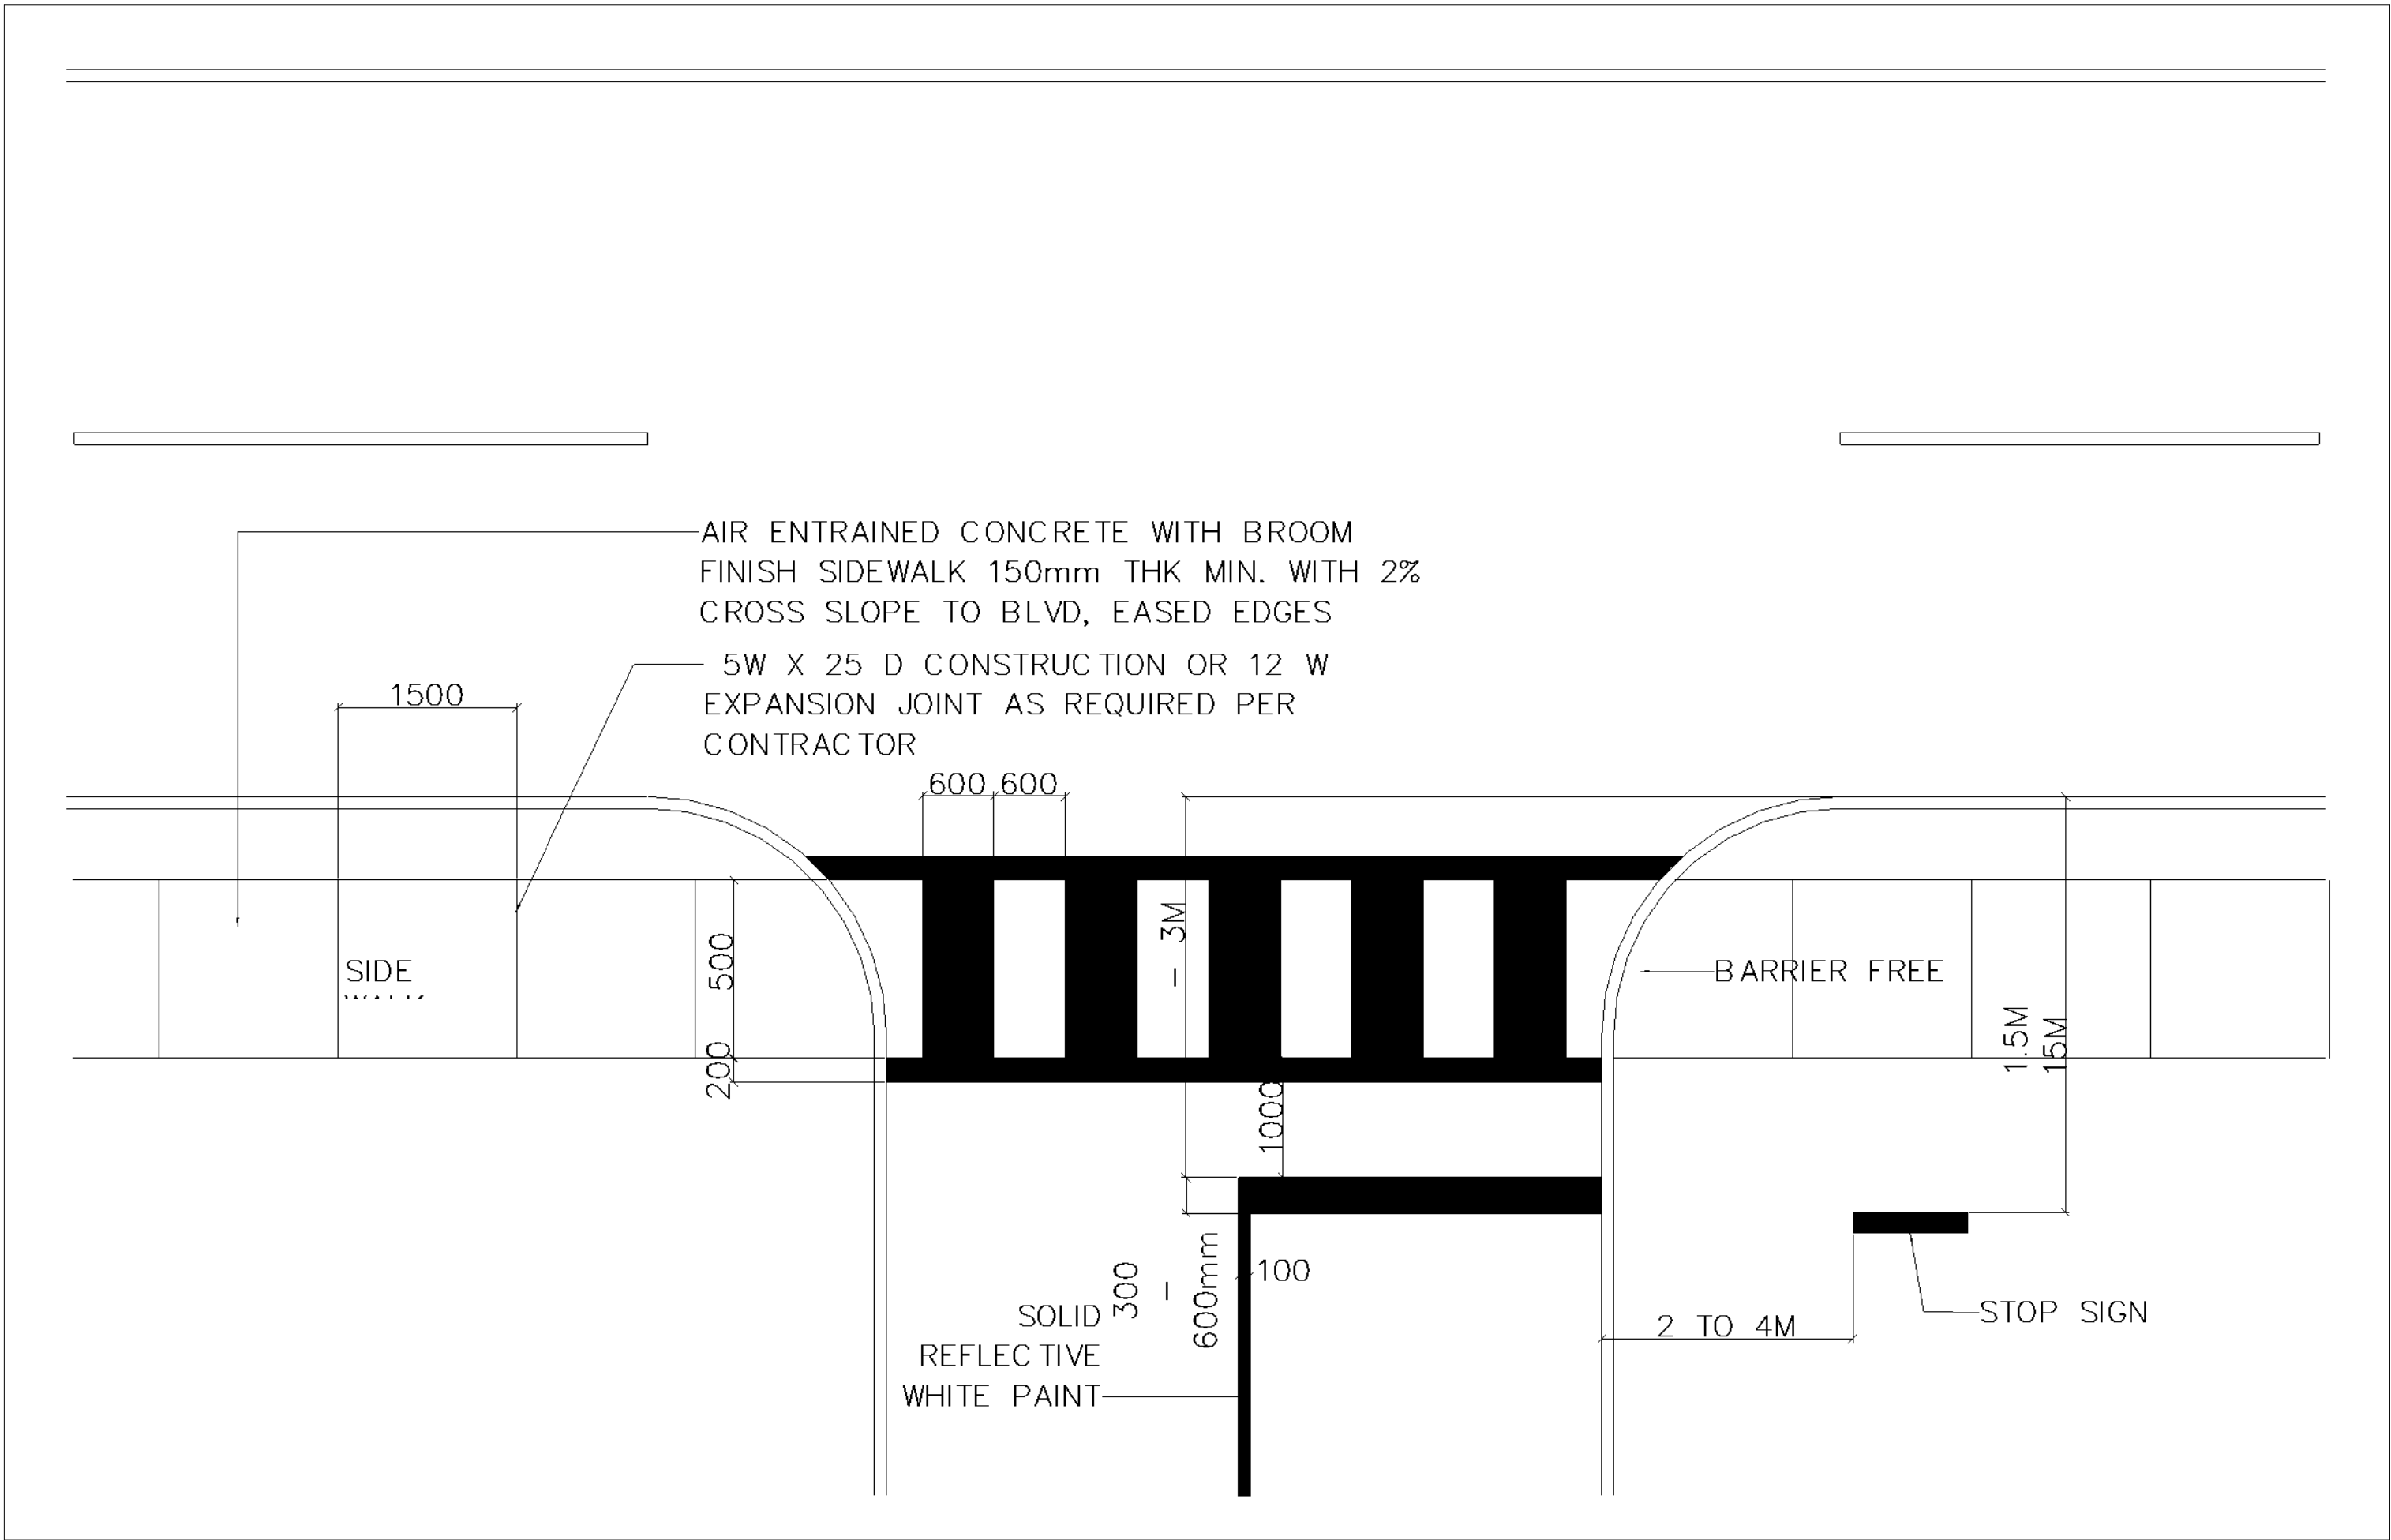 AIR ENTRAINED CONCRETE WITH BROOM
FINISH SIDEWALK 150mm THK MIN. WITH 2%
CROSS SLOPE TO BLVD, EASED EDGES
5W X 25 D CONSTRUCTION OR 12 W
EXPANSION JOINT AS REQUIRED PER
CONTRACTOR
1500
600 600
500
200
SIDE
- 3M
BARRIER FREE
1.5M
15M
1000
300
-
600mm
100
SOLID
REFLECTIVE
WHITE PAINT
2 TO 4M
STOP SIGN